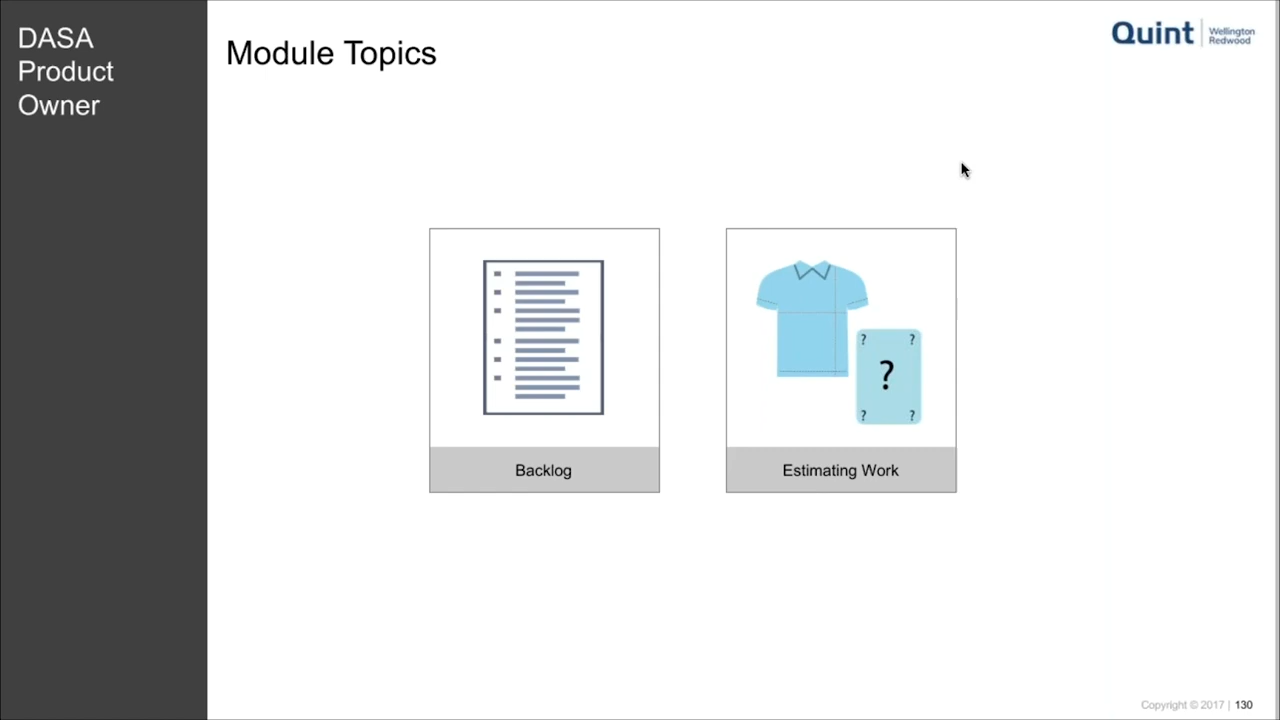 DASA
Product
Owner
Module Topics
Quint Wellington
Redwood
? ?
?
? ?
Backlog
Estimating Work
Copyright © 2017 | 130